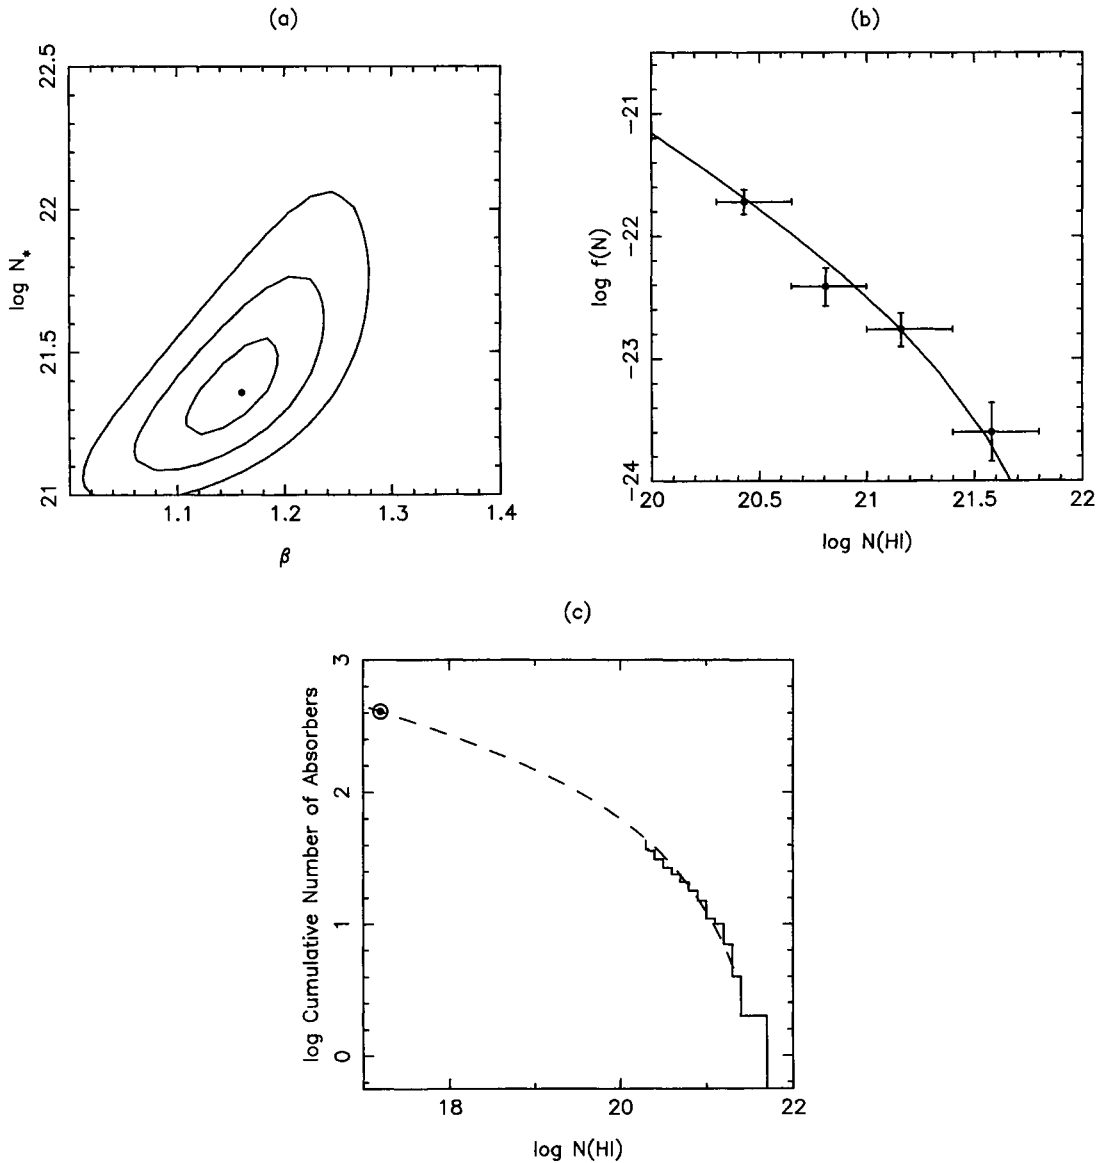 (a)
22.5
22
21.5
21
log N*
1.1
1.2
1.3
1.4
β
(b)
-21
-22
-23
-24
log f(N)
20
20.5
21
21.5
22
log N(HI)
(c)
3
2
1
0
log Cumulative Number of Absorbers
18
20
22
log N(HI)